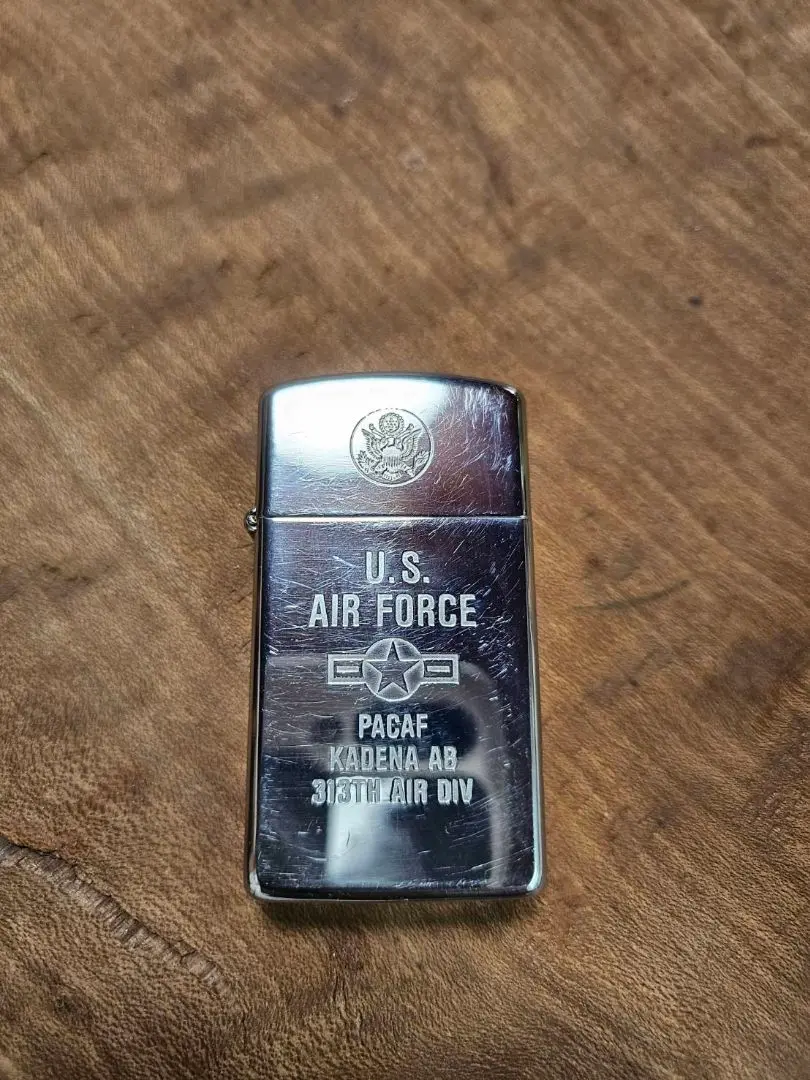 U.S.
AIR FORCE
PACAF
KADENA AB
313TH AIR DIV